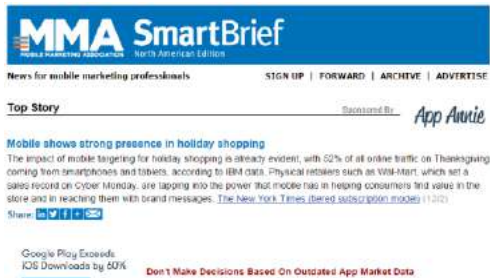 MMA SmartBrief
MOBILE MARKETING ASSOCIATION North American Edition
News for mobile marketing professionals SIGN UP | FORWARD | ARCHIVE | ADVERTISE
Top Story Sponsored By App Annie
Mobile shows strong presence in holiday shopping
The impact of mobile targeting for holiday shopping is already evident, with 52% of all online traffic on Thanksgiving
coming from smartphones and tablets, according to IBM data. Physical retailers such as Wal-Mart, which set a
sales record on Cyber Monday, are tapping into the power that mobile has in helping consumers find value in the
store and in reaching them with brand messages. The New York Times (tiered subscription model) (12/2)
Share:
Google Play Exceeds
iOS Downloads by 60%
Don't Make Decisions Based On Outdated App Market Data